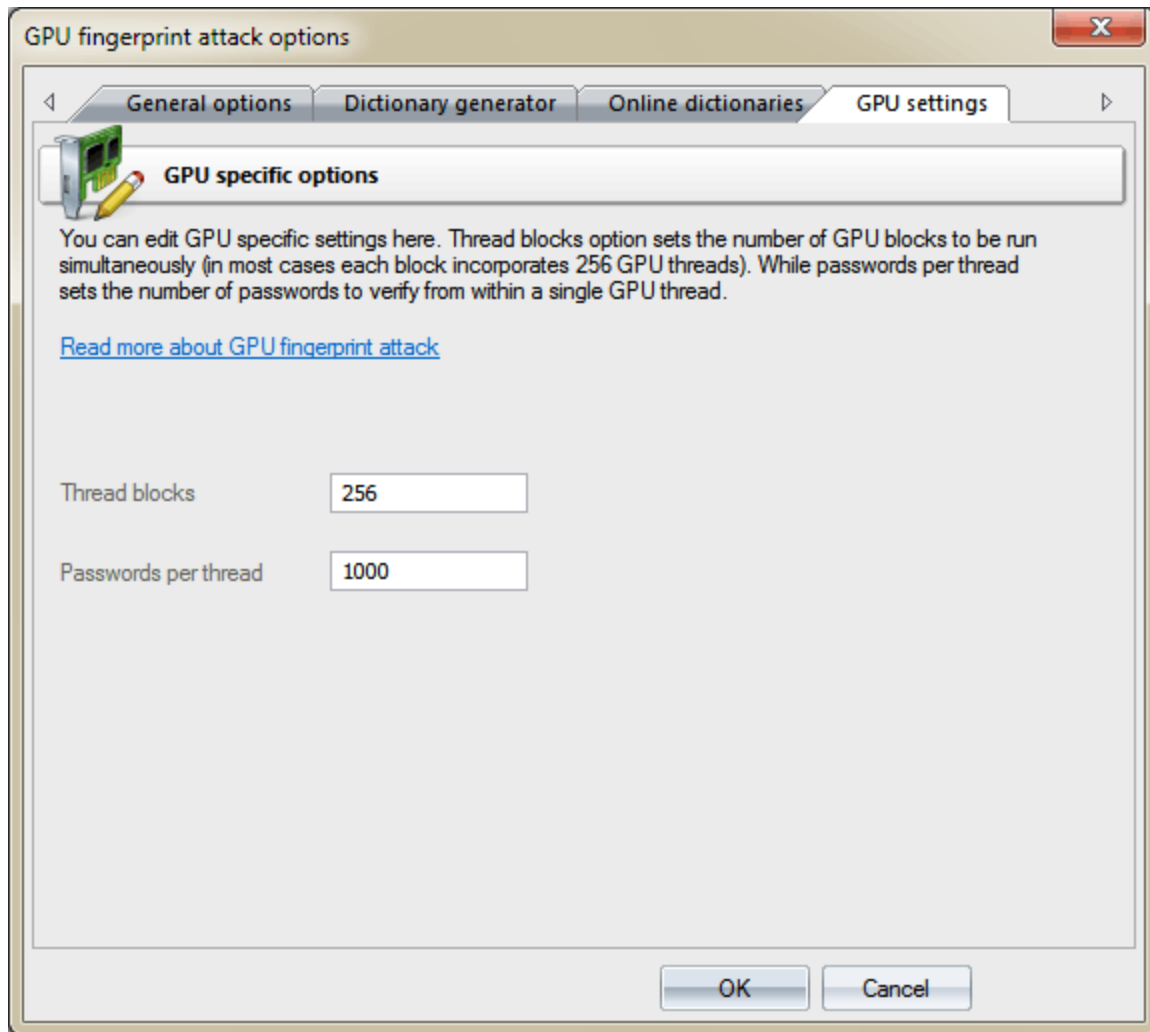 GPU fingerprint attack options
General options
Dictionary generator
Online dictionaries
GPU settings
GPU specific options
You can edit GPU specific settings here. Thread blocks option sets the number of GPU blocks to be run
simultaneously (in most cases each block incorporates 256 GPU threads). While passwords per thread
sets the number of passwords to verify from within a single GPU thread.
Read more about GPU fingerprint attack
Thread blocks 256
Passwords per thread 1000
OK Cancel